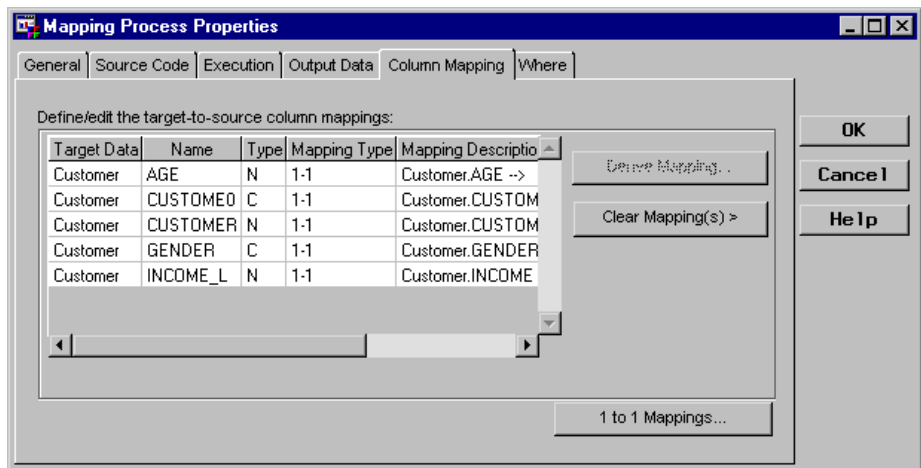 Mapping Process Properties
General Source Code Execution Output Data Column Mapping Where
Define/edit the target-to-source column mappings:
Target Data Name Type Mapping Type Mapping Descriptio
Customer AGE N 1-1 Customer.AGE -->
Customer CUSTOME0 C 1-1 Customer.CUSTOM
Customer CUSTOMER N 1-1 Customer.CUSTOM
Customer GENDER C 1-1 Customer.GENDER
Customer INCOME_L N 1-1 Customer.INCOME
Derive Mapping...
Clear Mapping(s) >
1 to 1 Mappings...
OK
Cancel
Help